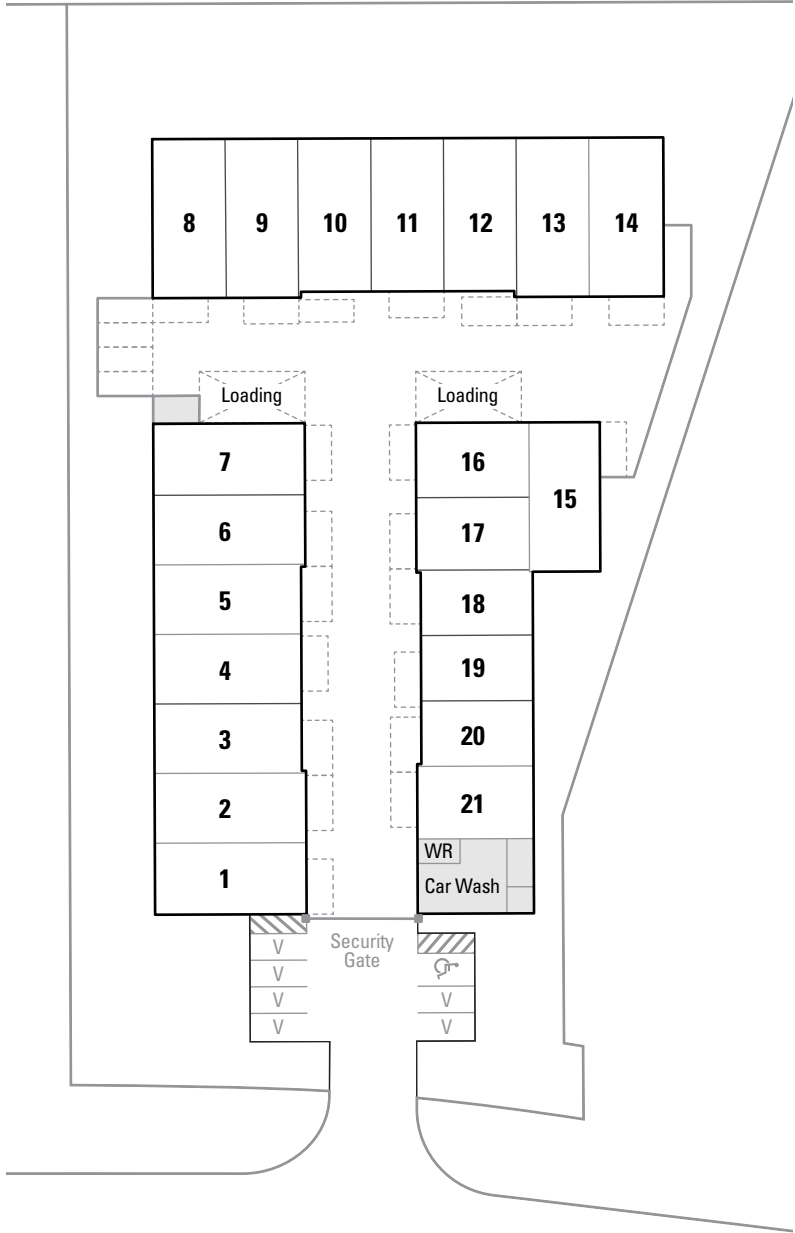 8 9 10 11 12 13 14
Loading Loading
7 16
15
6 17
5 18
4 19
3 20
2 21
WR
1 Car Wash
Security
Gate
V
V
V V
V V